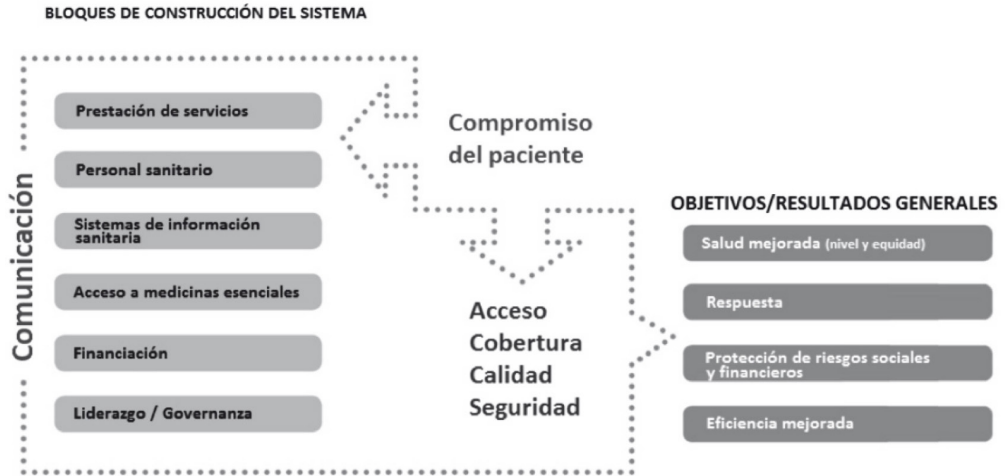 BLOQUES DE CONSTRUCCIÓN DEL SISTEMA
Comunicación
Prestación de servicios
Personal sanitario
Sistemas de información
sanitaria
Acceso a medicinas esenciales
Financiación
Liderazgo / Governanza
Compromiso
del paciente
Acceso
Cobertura
Calidad
Seguridad
OBJETIVOS/RESULTADOS GENERALES
Salud mejorada (nivel y equidad)
Respuesta
Protección de riesgos sociales
y financieros
Eficiencia mejorada